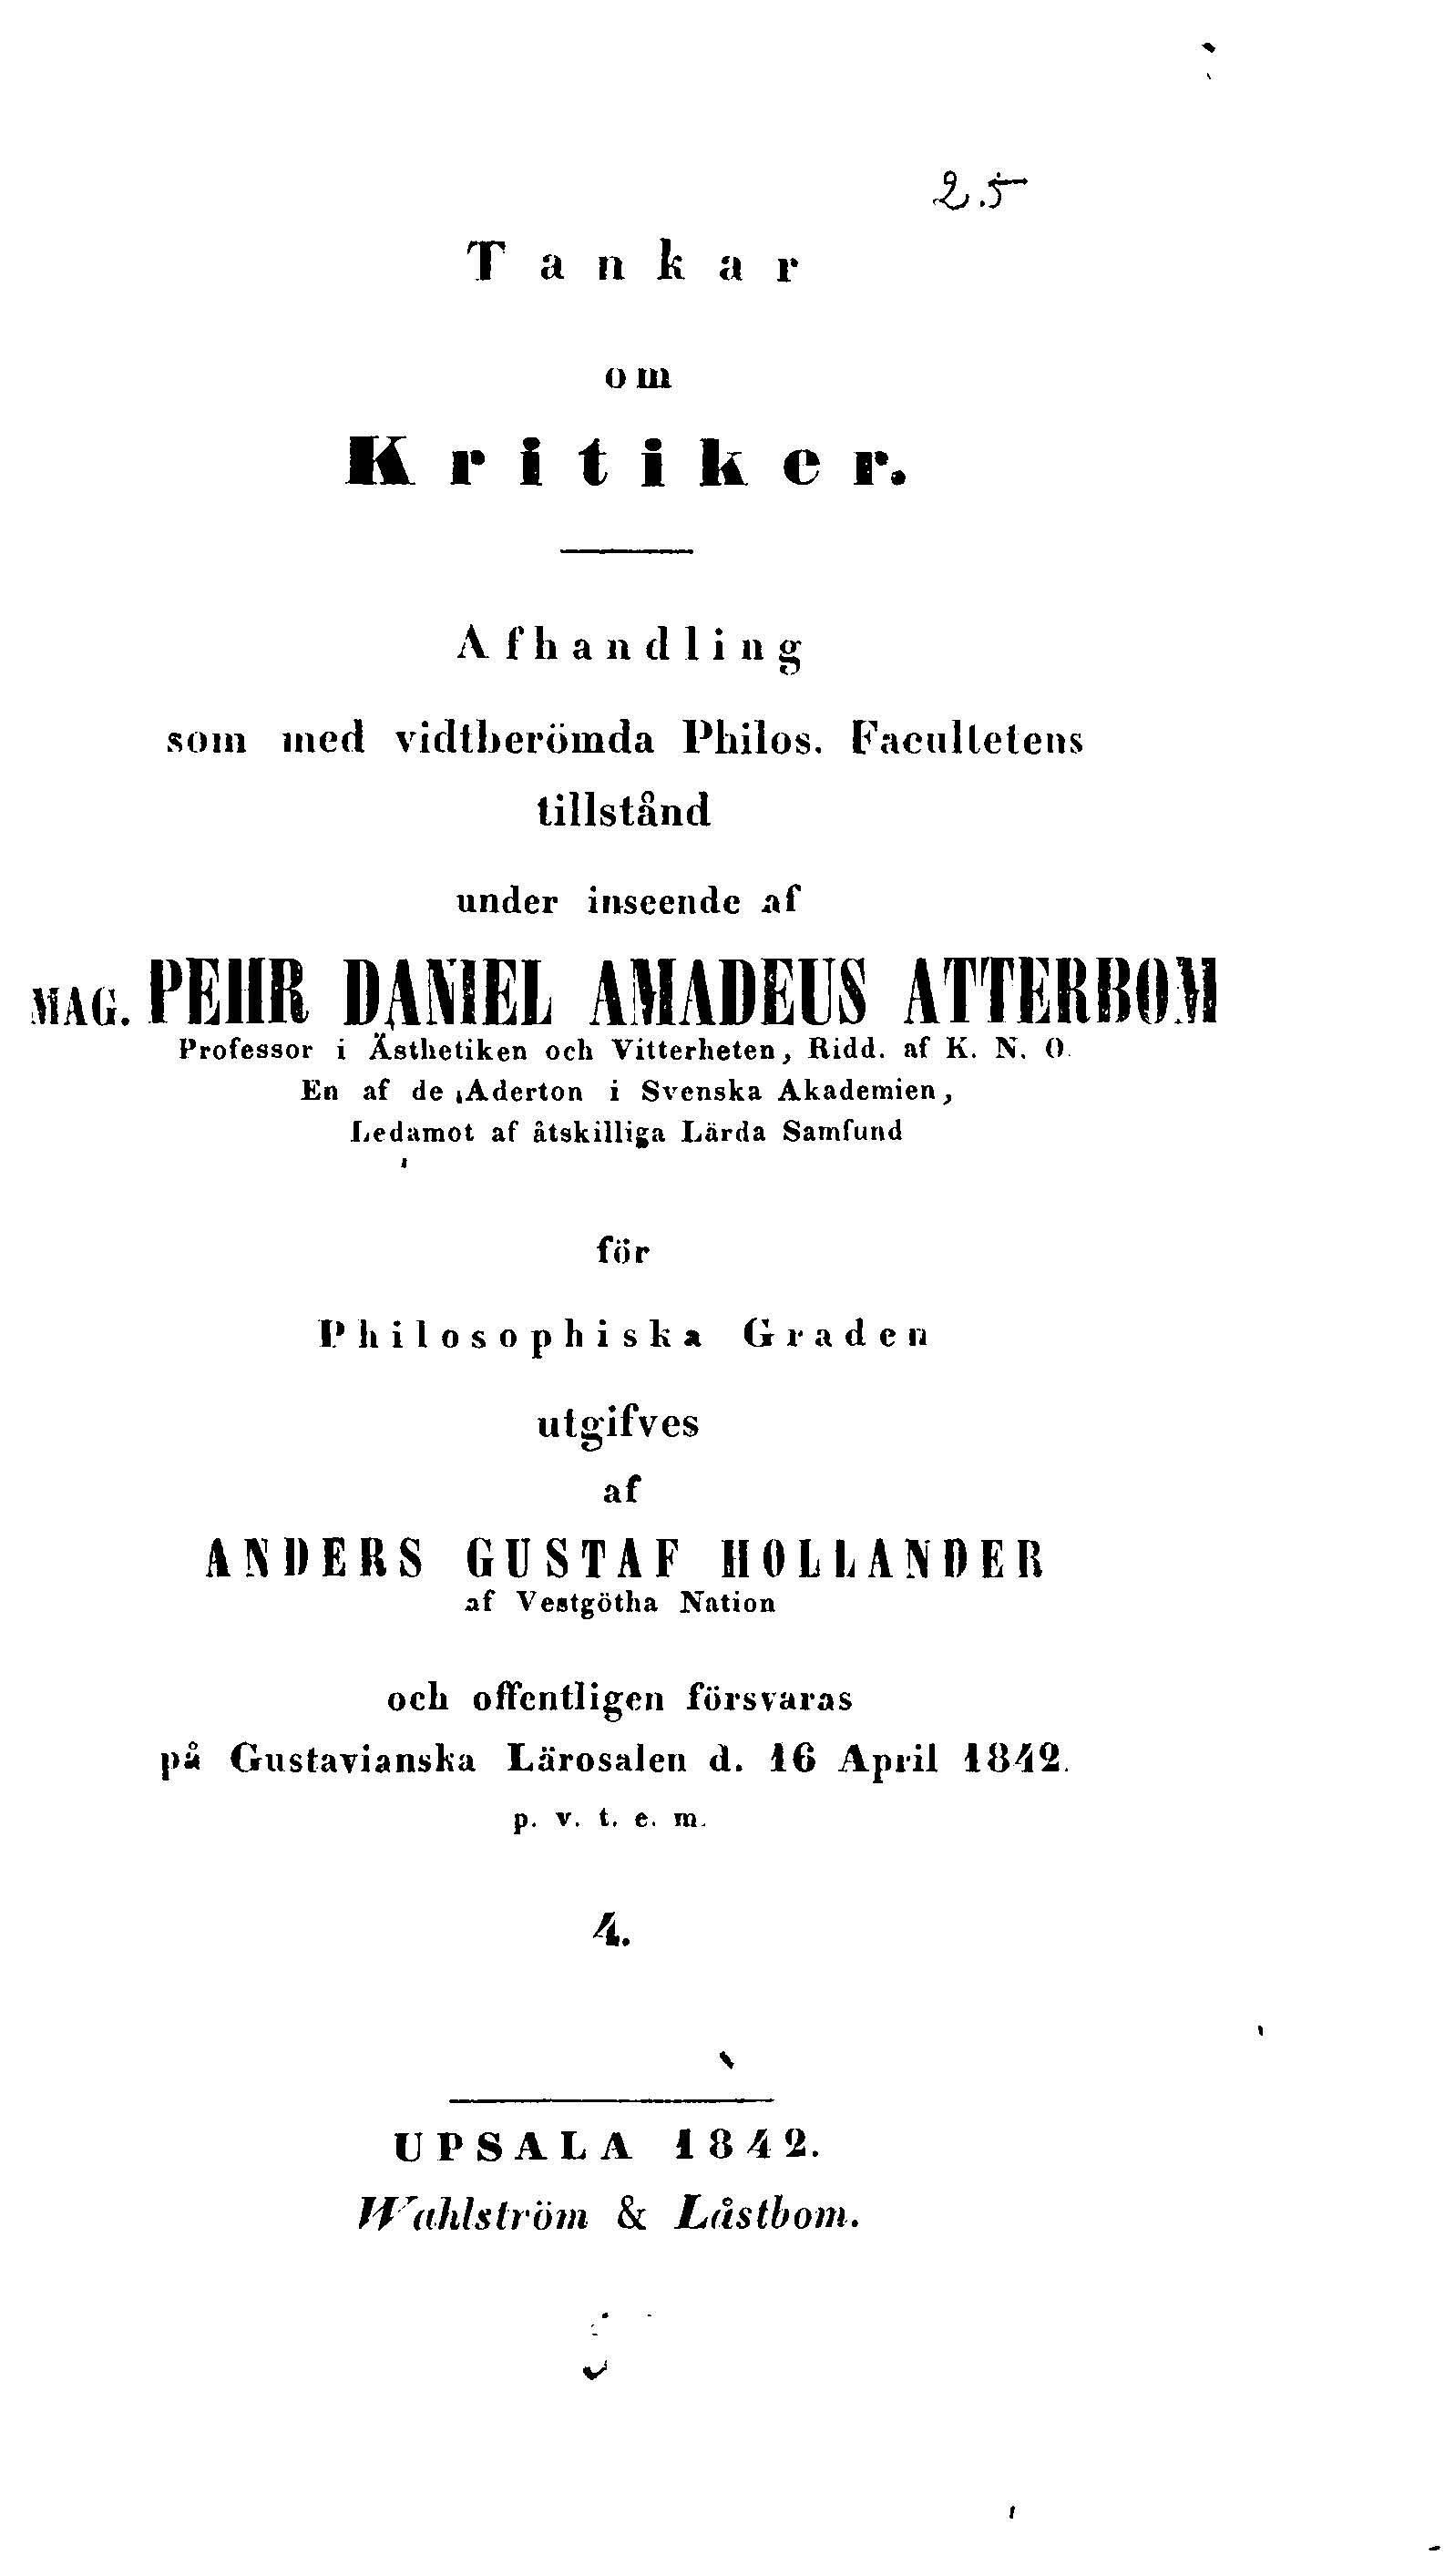 25
Tankar
om
Kritiker.
Afhandling
som med vidtberömda Philos. Facultetens
tillstånd
under inseende af
MAG. PEHR DANIEL AMADEUS ATTERBOM
Professor i Ästhetiken och Vitterheten, Ridd. af K. N. O.
En af de Aderton i Svenska Akademien,
Ledamot af åtskilliga Lärda Samfund
för
Philosophiska Graden
utgifves
af
ANDERS GUSTAF HOLLANDER
af Vestgötha Nation
och offentligen försvaras
på Gustavianska Lärosalen d. 16 April 1842.
p. v. t. e. m.
4.
UPSALA 1842.
Wahlström & Låstbom.